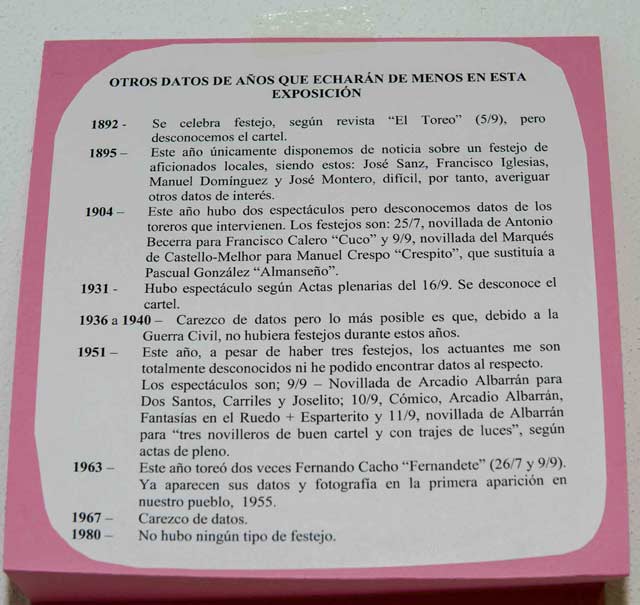 OTROS DATOS DE AÑOS QUE ECHARÁN DE MENOS EN ESTA
EXPOSICIÓN
1892 - Se celebra festejo, según revista “El Toreo” (5/9), pero
desconocemos el cartel.
1895 – Este año únicamente disponemos de noticia sobre un festejo de
aficionados locales, siendo estos: José Sanz, Francisco Iglesias,
Manuel Domínguez y José Montero, difícil, por tanto, averiguar
otros datos de interés.
1904 – Este año hubo dos espectáculos pero desconocemos datos de los
toreros que intervienen. Los festejos son: 25/7, novillada de Antonio
Becerra para Francisco Calero “Cuco” y 9/9, novillada del Marqués
de Castello-Melhor para Manuel Crespo “Crespito”, que sustituía a
Pascual González “Almanseño”.
1931 - Hubo espectáculo según Actas plenarias del 16/9. Se desconoce el
cartel.
1936 a 1940 – Carezco de datos pero lo más posible es que, debido a la
Guerra Civil, no hubiera festejos durante estos años.
1951 – Este año, a pesar de haber tres festejos, los actuantes me son
totalmente desconocidos ni he podido encontrar datos al respecto.
Los espectáculos son; 9/9 – Novillada de Arcadio Albarrán para
Dos Santos, Carriles y Joselito; 10/9, Cómico, Arcadio Albarrán,
Fantasías en el Ruedo + Esparterito y 11/9, novillada de Albarrán
para “tres novilleros de buen cartel y con trajes de luces”, según
actas de pleno.
1963 – Este año toreó dos veces Fernando Cacho “Fernandete” (26/7 y 9/9).
Ya aparecen sus datos y fotografía en la primera aparición en
nuestro pueblo, 1955.
1967 – Carezco de datos.
1980 – No hubo ningún tipo de festejo.